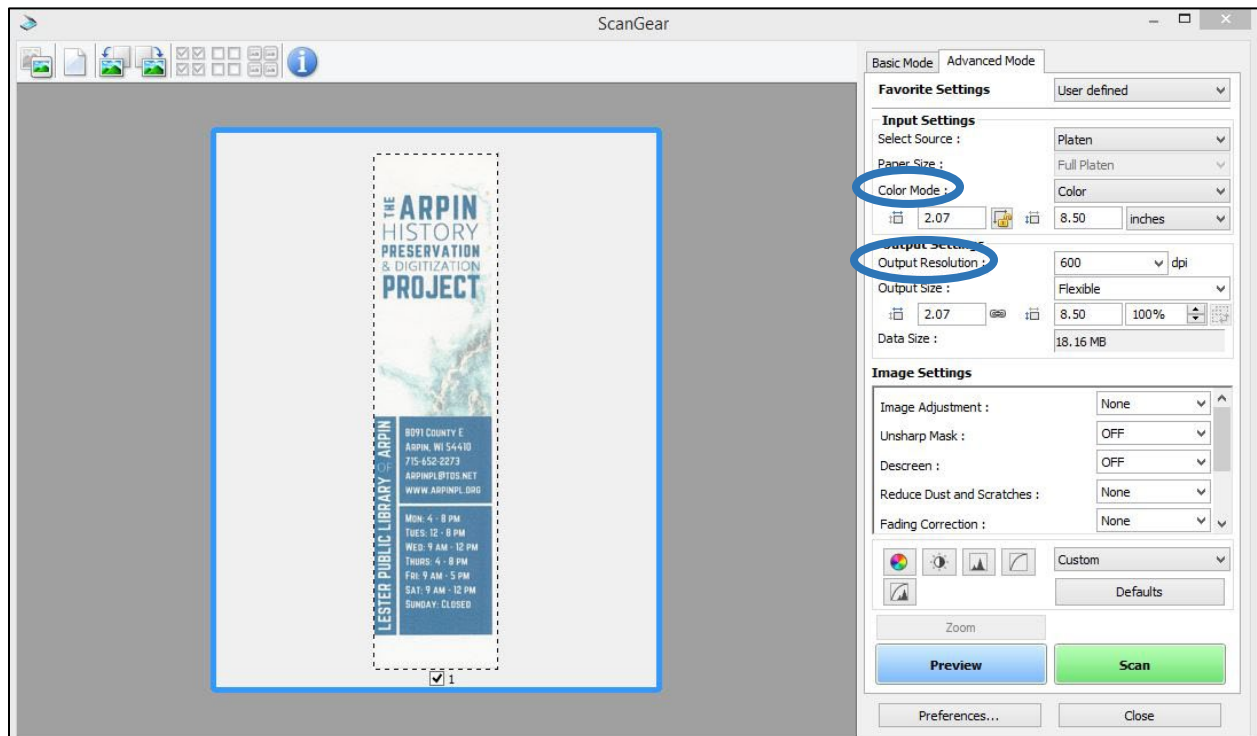 ScanGear
Basic Mode Advanced Mode
Favorite Settings User defined
Input Settings
Select Source : Platen
Paper Size : Full Platen
Color Mode : Color
2.07 8.50 inches
Output Settings
Output Resolution : 600 dpi
Output Size : Flexible
2.07 8.50 100%
Data Size : 18.16 MB
Image Settings
Image Adjustment : None
Unsharp Mask : OFF
Descreen : OFF
Reduce Dust and Scratches : None
Fading Correction : None
Custom
Defaults
Zoom
Preview Scan
Preferences... Close
THE ARPIN
HISTORY
PRESERVATION
& DIGITIZATION
PROJECT
LESTER PUBLIC LIBRARY OF ARPIN
8091 COUNTY E
ARPIN, WI 54410
715-652-2273
ARPINPL@TDS.NET
WWW.ARPINPL.ORG
MON: 4 - 8 PM
TUES: 12 - 8 PM
WED: 9 AM - 12 PM
THURS: 4 - 8 PM
FRI: 9 AM - 5 PM
SAT: 9 AM - 12 PM
SUNDAY: CLOSED
1